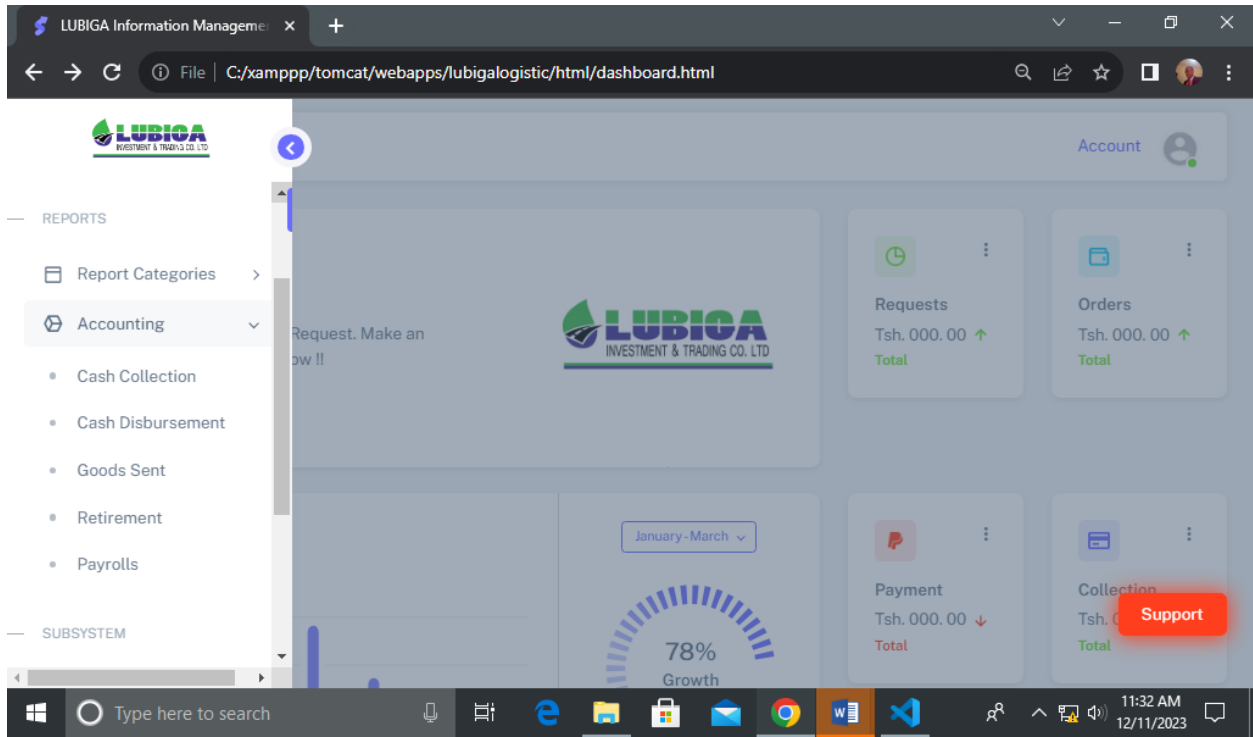 LUBIGA Information Managemen
File C:/xamppp/tomcat/webapps/lubigalogistic/html/dashboard.html
LUBIGA
INVESTMENT & TRADING CO. LTD
Account
REPORTS
Report Categories
Accounting
Cash Collection
Cash Disbursement
Goods Sent
Retirement
Payrolls
SUBSYSTEM
Request. Make an
ow !!
LUBIGA
INVESTMENT & TRADING CO. LTD
Requests
Tsh. 000. 00
Total
Orders
Tsh. 000. 00
Total
January - March
78%
Growth
Payment
Tsh. 000. 00
Total
Collection
Tsh.
Total
Support
Type here to search
11:32 AM
12/11/2023